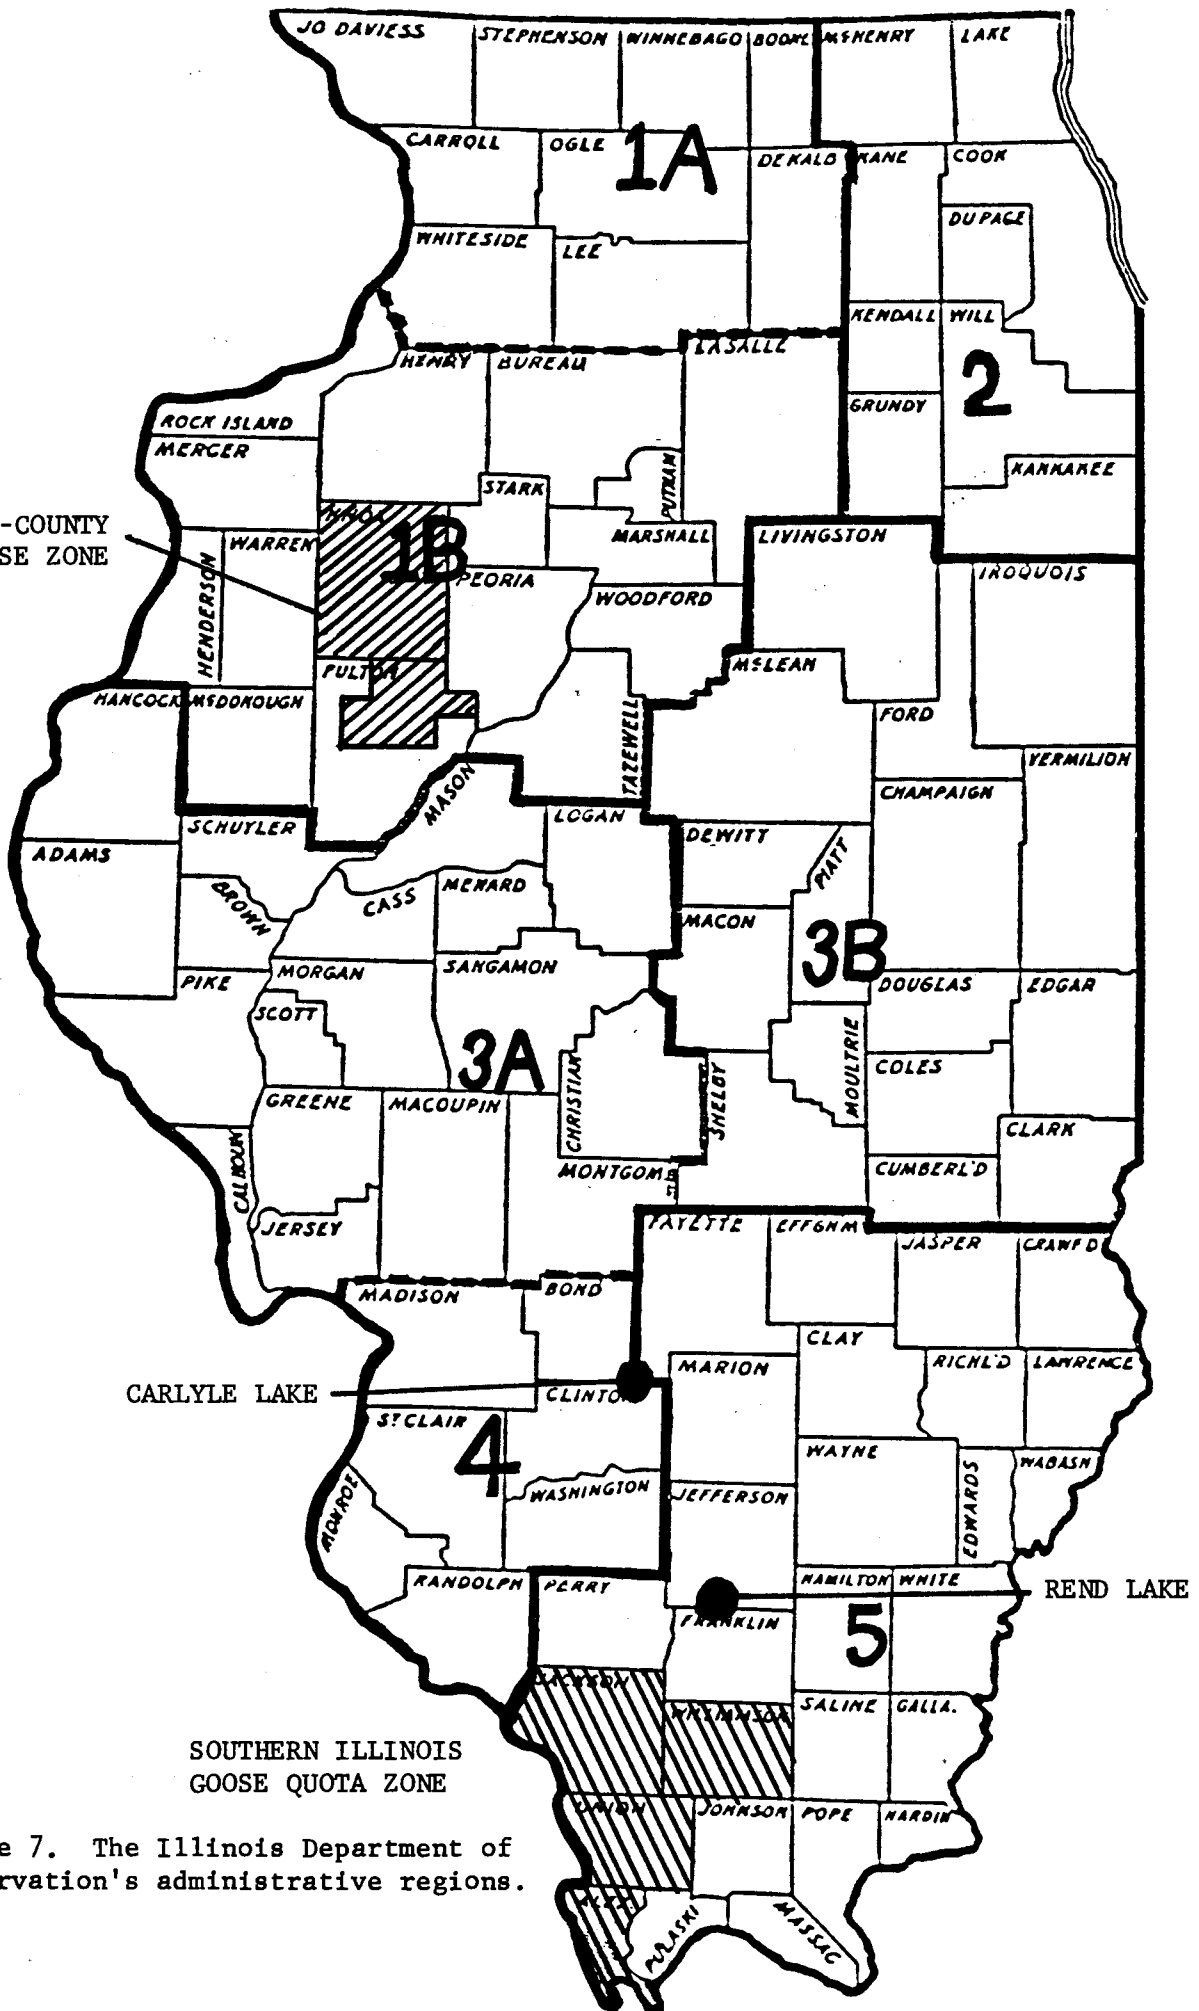 JO DAVIESS STEPHENSON WINNEBAGO BOONE McHENRY LAKE
CARROLL OGLE 1A DEKALB KANE COOK
DU PAGE
WHITESIDE LEE
KENDALL WILL
HENRY BUREAU LASALLE
2
GRUNDY
ROCK ISLAND
MERCER
KANKAKEE
STARK PUTNAM
-COUNTY
SE ZONE
KNOX 1B
WARREN MARSHALL LIVINGSTON
HENDERSON PEORIA IROQUOIS
WOODFORD
FULTON McLEAN
HANCOCK McDONOUGH FORD
TAZEWELL
VERMILION
MASON CHAMPAIGN
SCHUYLER LOGAN
DEWITT PIATT
ADAMS
BROWN CASS MENARD
MACON
3B
PIKE MORGAN SANGAMON DOUGLAS EDGAR
SCOTT
3A CHRISTIAN SHELBY MOULTRIE COLES
GREENE MACOUPIN
CLARK
CALHOUN MONTGOM CUMBERL'D
JERSEY FAYETTE EFFGHM JASPER CRAWF'D
MADISON BOND
CLAY
MARION RICHL'D LAWRENCE
CARLYLE LAKE CLINTON
ST CLAIR
4 WAYNE
WABASH
MONROE WASHINGTON JEFFERSON EDWARDS
RANDOLPH PERRY HAMILTON WHITE
REND LAKE
FRANKLIN 5
JACKSON
WILLIAMSON SALINE GALLA.
SOUTHERN ILLINOIS
GOOSE QUOTA ZONE
UNION JOHNSON POPE HARDIN
e 7. The Illinois Department of
rvation's administrative regions.
ALEX.
PULASKI MASSAC